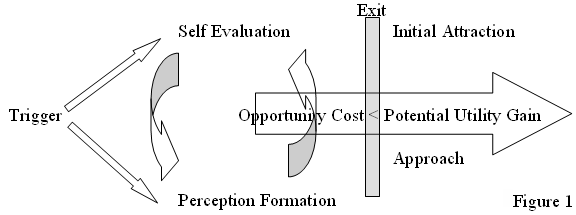 Exit
Self Evaluation
Initial Attraction
Trigger
Opportunity Cost < Potential Utility Gain
Approach
Perception Formation
Figure 1